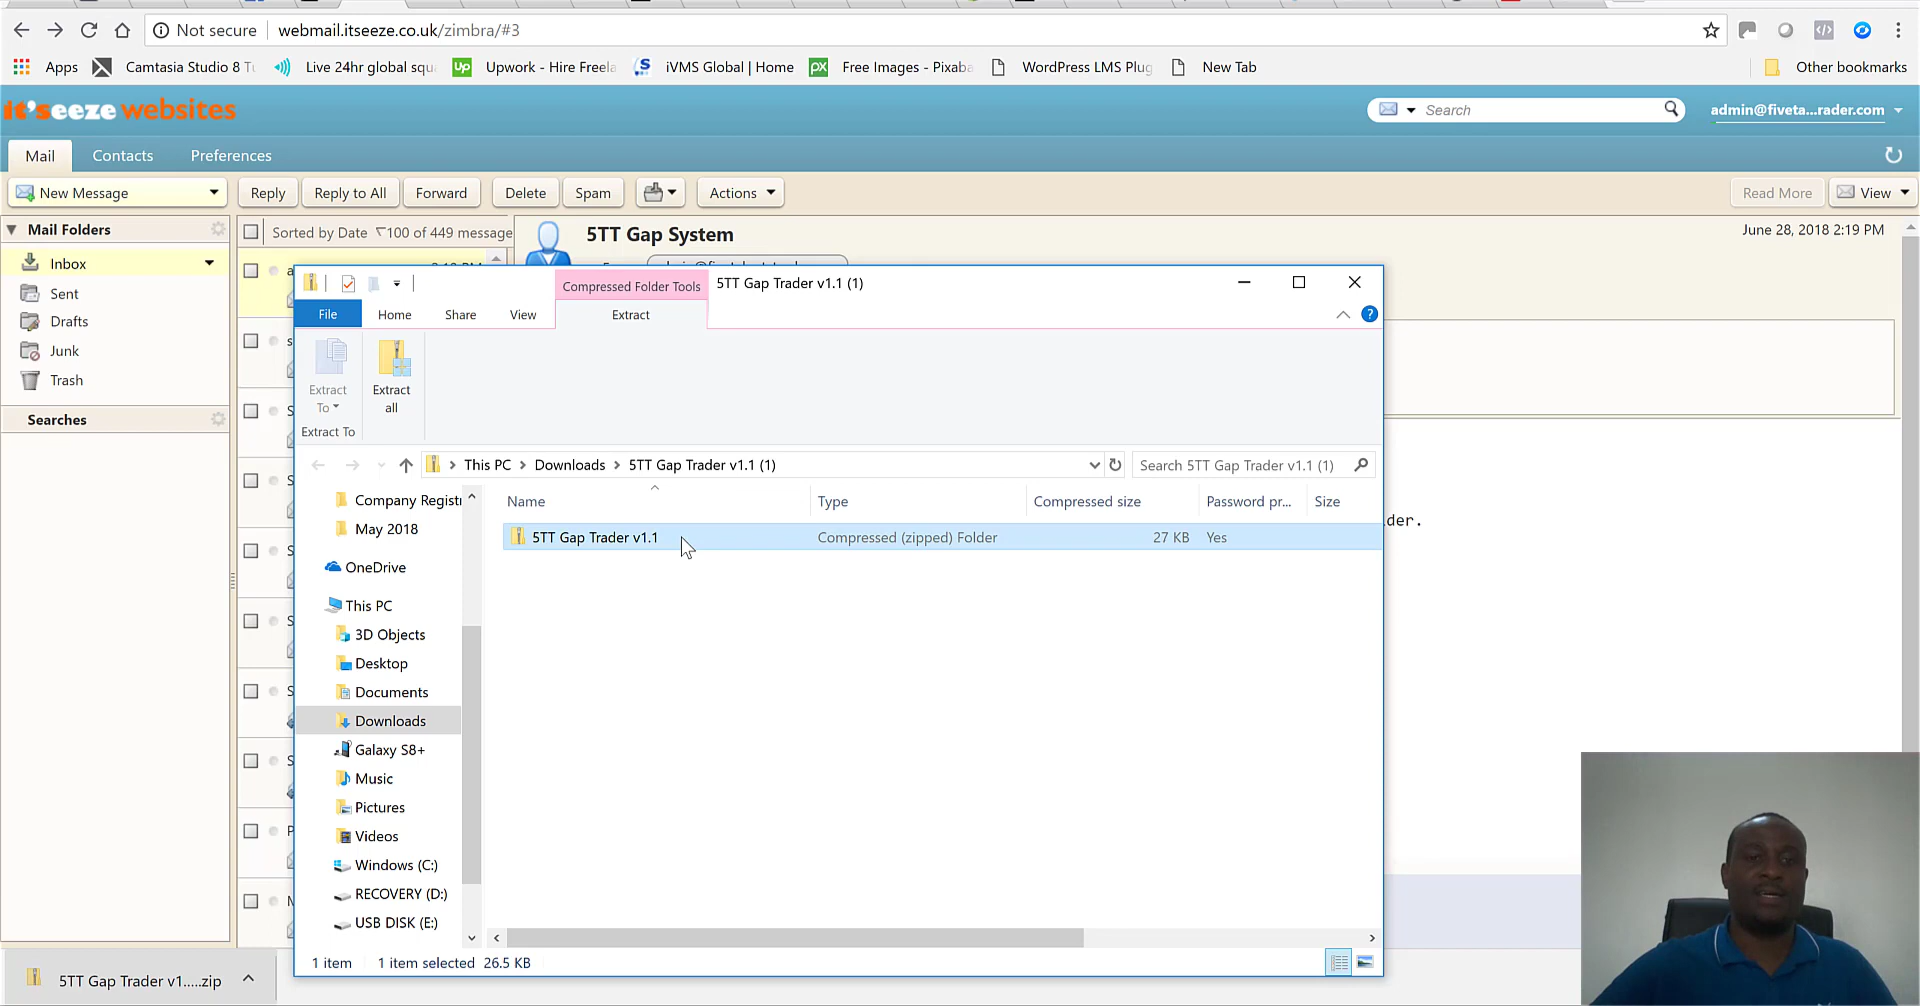 Not secure
webmail.itseeze.co.uk/zimbra/#3
Apps
Camtasia Studio 8 Tu
Live 24hr global squa
Up
Upwork - Hire Freela
S
iVMS Global | Home
px
Free Images - Pixaba
WordPress LMS Plug
New Tab
Other bookmarks
it'seeze websites
Search
admin@fiveta...rader.com
Mail
Contacts
Preferences
New Message
Reply
Reply to All
Forward
Delete
Spam
Actions
Read More
View
Mail Folders
Sorted by Date
100 of 449 message
5TT Gap System
June 28, 2018 2:19 PM
Inbox
Sent
Drafts
Junk
Trash
Searches
Compressed Folder Tools
5TT Gap Trader v1.1 (1)
File
Home
Share
View
Extract
Extract
To
Extract
all
Extract To
This PC
Downloads
5TT Gap Trader v1.1 (1)
Search 5TT Gap Trader v1.1 (1)
Name
Type
Compressed size
Password pr...
Size
5TT Gap Trader v1.1
Compressed (zipped) Folder
27 KB
Yes
der.
Company Registr
May 2018
OneDrive
This PC
3D Objects
Desktop
Documents
Downloads
Galaxy S8+
Music
Pictures
Videos
Windows (C:)
RECOVERY (D:)
USB DISK (E:)
1 item
1 item selected
26.5 KB
5TT Gap Trader v1.....zip